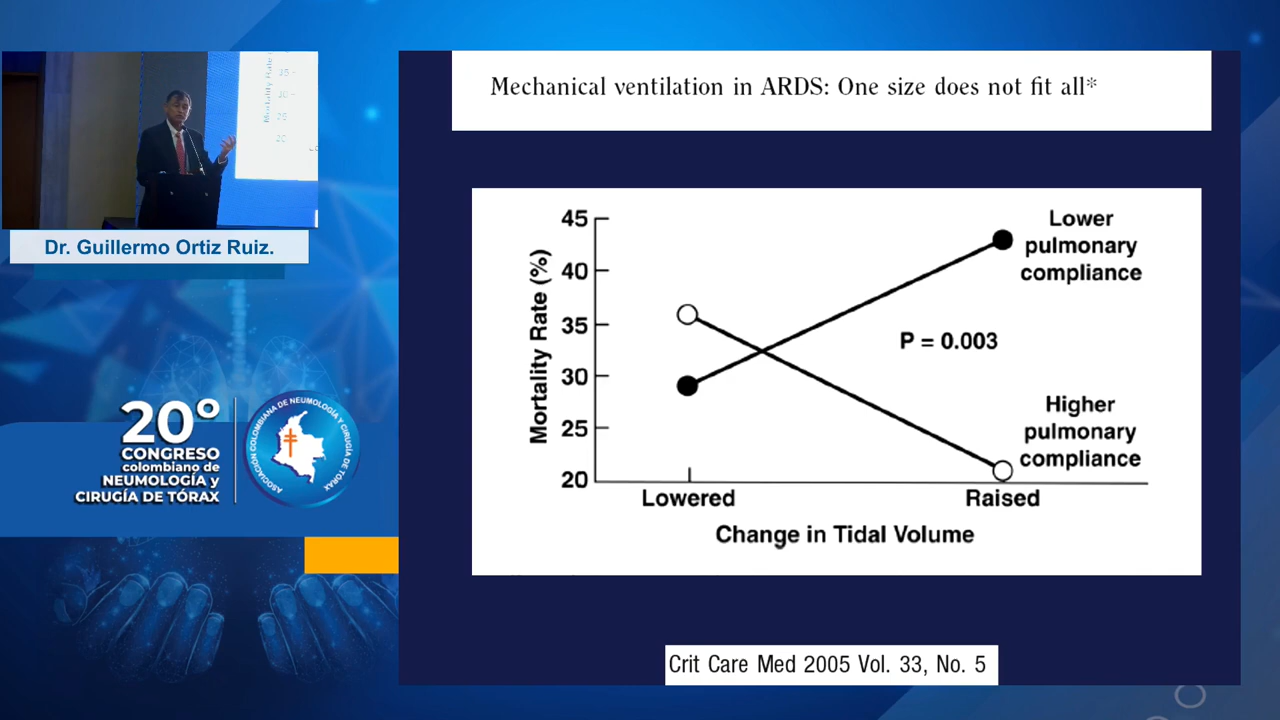 Mechanical ventilation in ARDS: One size does not fit all*
Dr. Guillermo Ortiz Ruiz.
20º
CONGRESO
colombiano de
NEUMOLOGÍA y
CIRUGÍA DE TÓRAX
ASOCIACIÓN COLOMBIANA DE NEUMOLOGÍA Y CIRUGÍA DE TÓRAX
Mortality Rate (%)
45
40
35
30
25
20
Lower
pulmonary
compliance
P = 0.003
Higher
pulmonary
compliance
Lowered
Raised
Change in Tidal Volume
Crit Care Med 2005 Vol. 33, No. 5